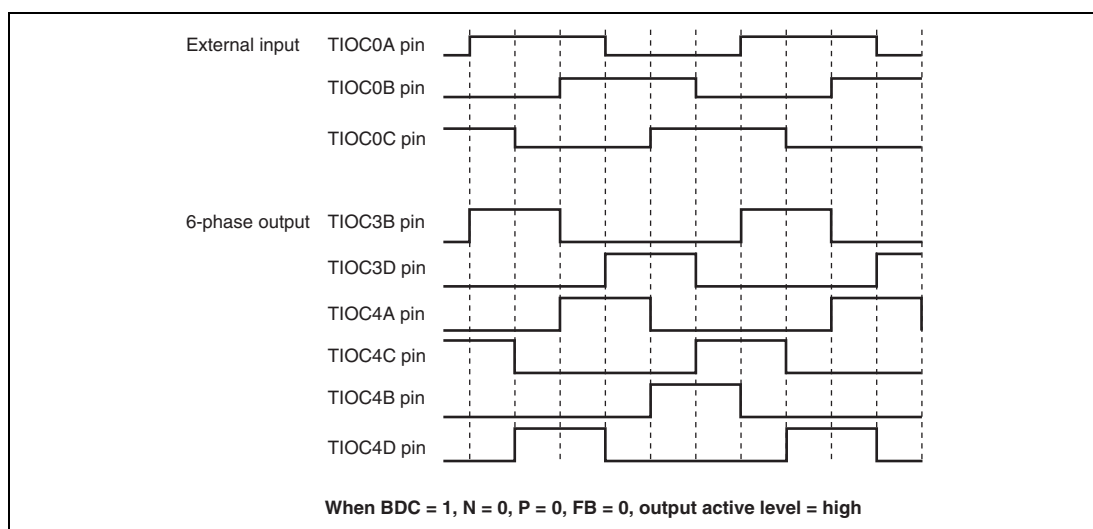 External input TIOC0A pin
TIOC0B pin
TIOC0C pin
6-phase output TIOC3B pin
TIOC3D pin
TIOC4A pin
TIOC4C pin
TIOC4B pin
TIOC4D pin
When BDC = 1, N = 0, P = 0, FB = 0, output active level = high